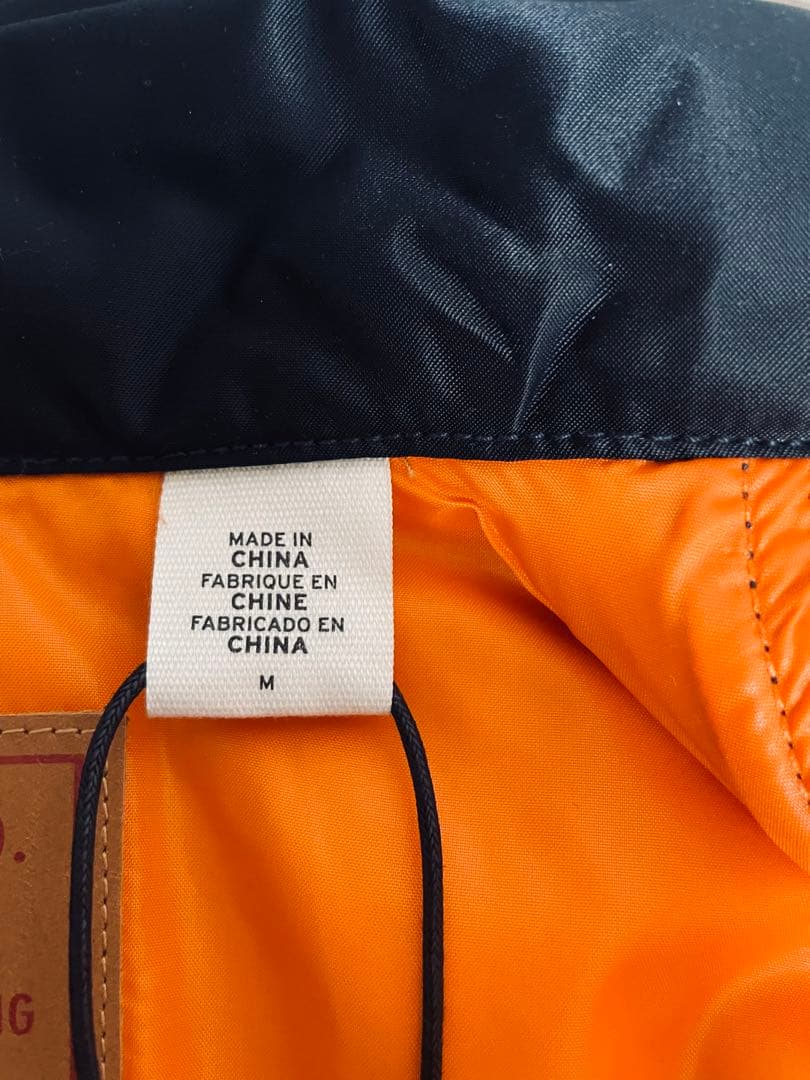 MADE IN
CHINA
FABRIQUE EN
CHINE
FABRICADO EN
CHINA
M